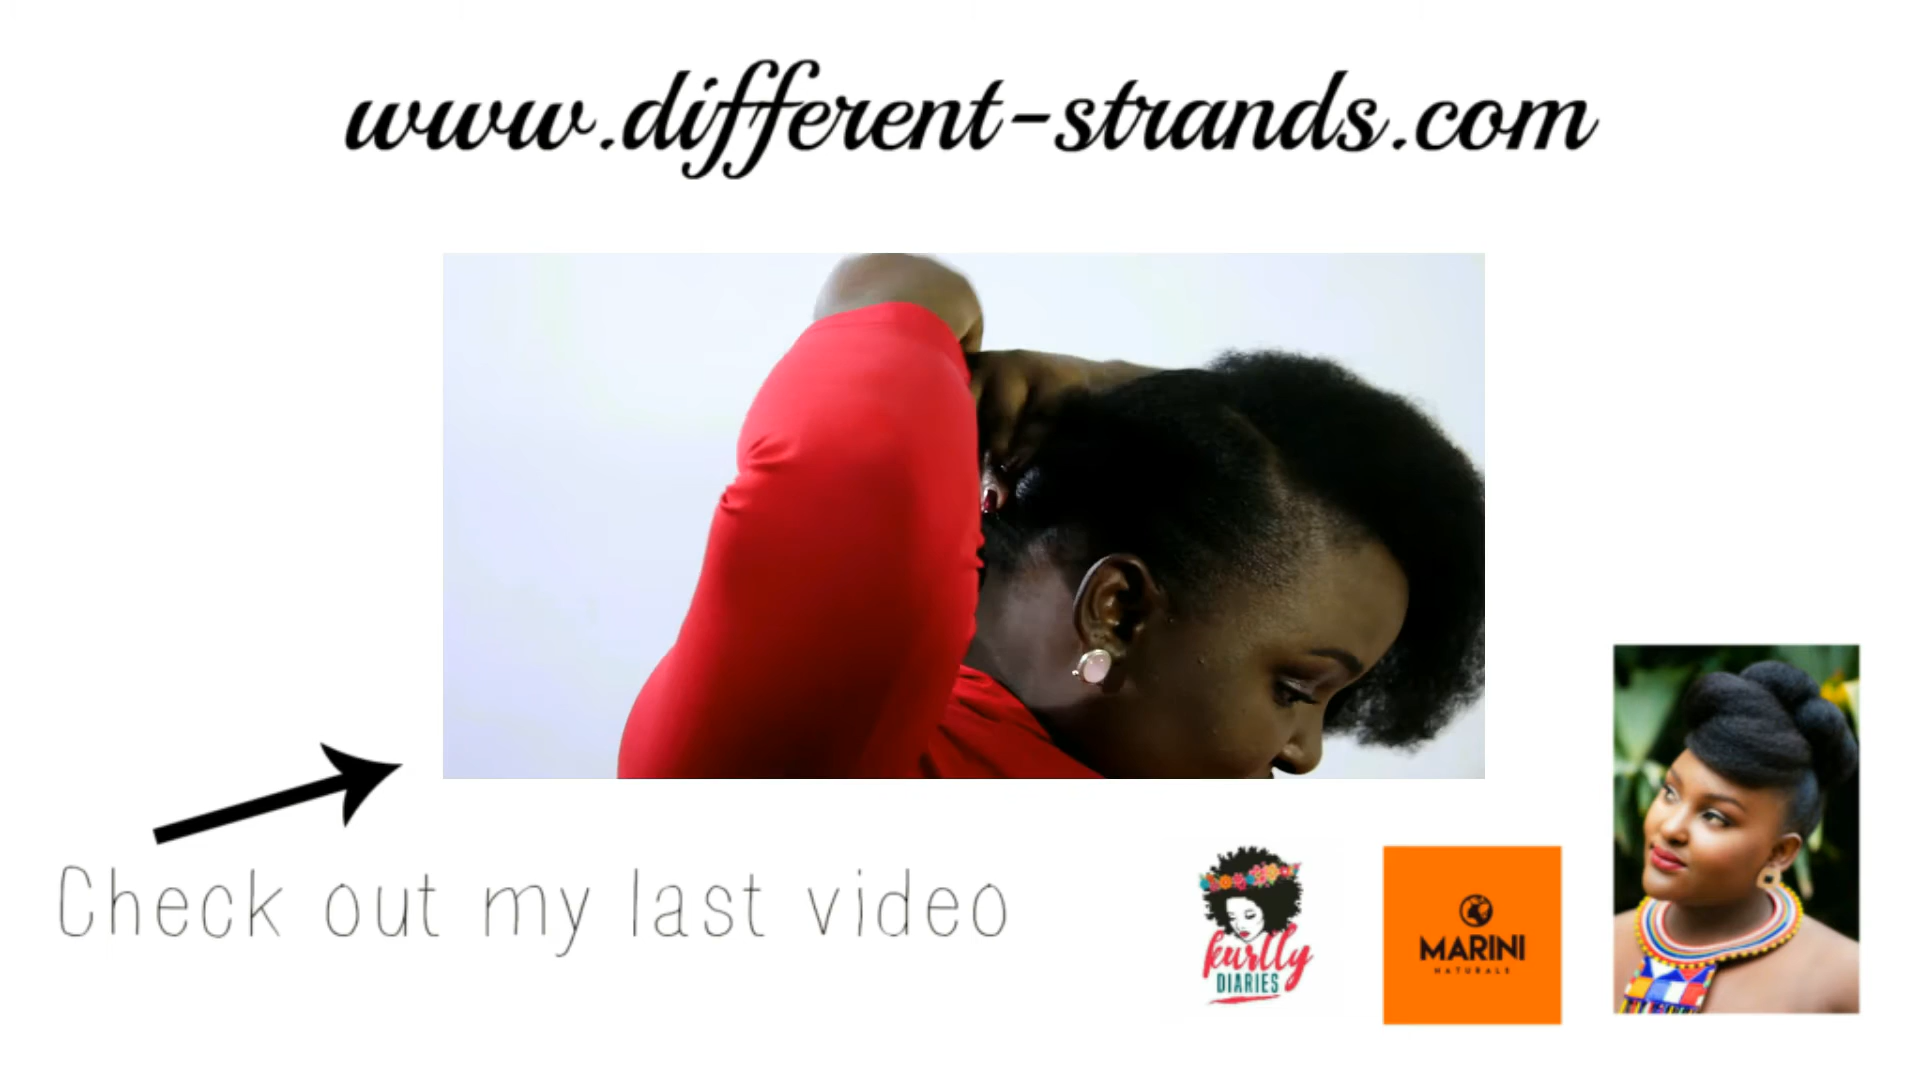 www.different-strands.com
Check out my last video
kurlly
DIARIES
MARINI
NATURALS